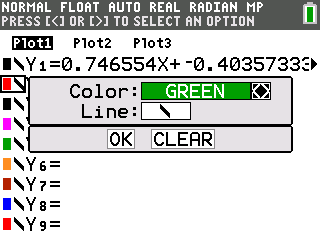 NORMAL FLOAT AUTO REAL RADIAN MP
PRESS [<] OR [>] TO SELECT AN OPTION
Plot1 Plot2 Plot3
Y1=0.746554X+-0.40357333
Color: GREEN
Line:
OK CLEAR
Y6=
Y7=
Y8=
Y9=